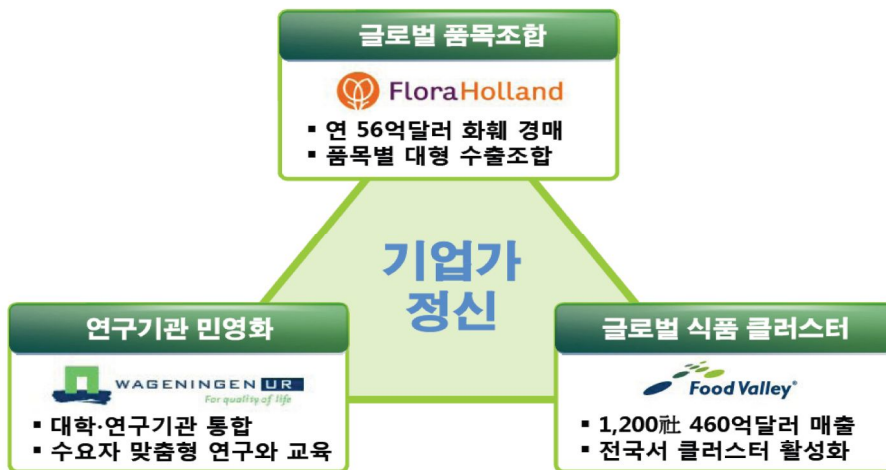 글로벌 품목조합
FloraHolland
▪ 연 56억달러 화훼 경매
▪ 품목별 대형 수출조합
기업가
정신
연구기관 민영화
WAGENINGEN UR
For quality of life
▪ 대학·연구기관 통합
▪ 수요자 맞춤형 연구와 교육
글로벌 식품 클러스터
Food Valley®
▪ 1,200社 460억달러 매출
▪ 전국서 클러스터 활성화